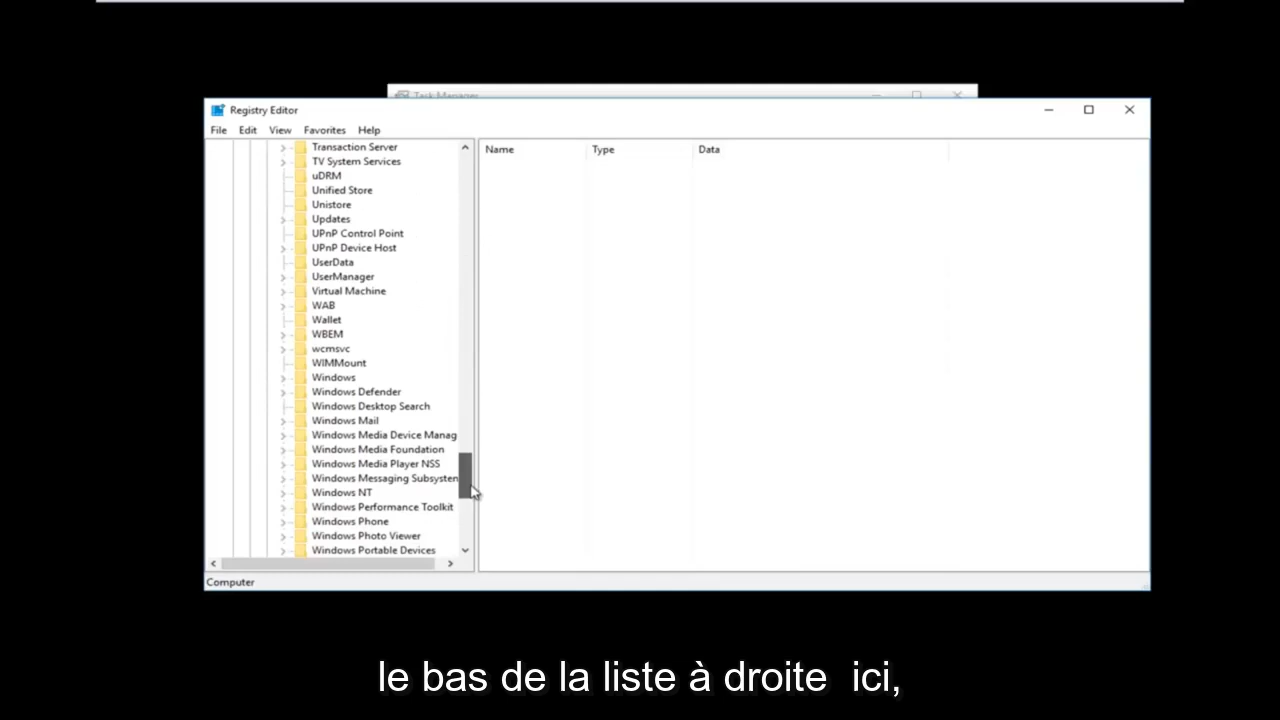 Task Manager
Registry Editor
File Edit View Favorites Help
Name Type Data
Transaction Server
TV System Services
uDRM
Unified Store
Unistore
Updates
UPnP Control Point
UPnP Device Host
UserData
UserManager
Virtual Machine
WAB
Wallet
WBEM
wcmsvc
WIMMount
Windows
Windows Defender
Windows Desktop Search
Windows Mail
Windows Media Device Manag
Windows Media Foundation
Windows Media Player NSS
Windows Messaging Subsysten
Windows NT
Windows Performance Toolkit
Windows Phone
Windows Photo Viewer
Windows Portable Devices
Computer
le bas de la liste à droite ici,